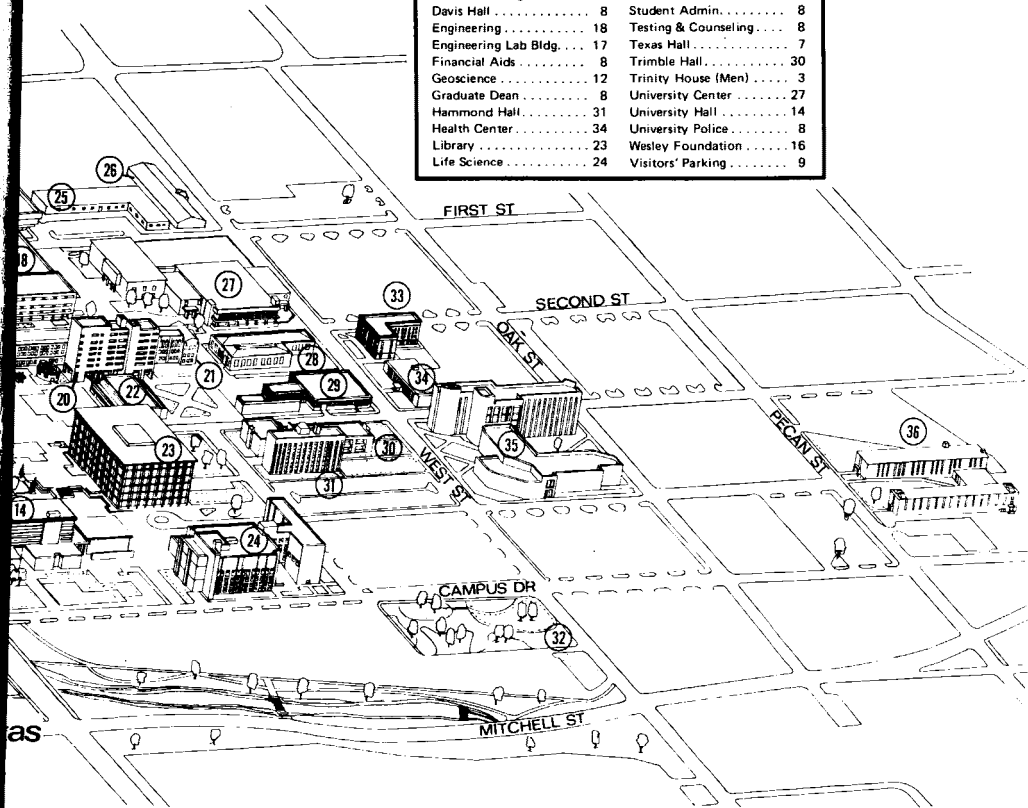 Davis Hall ............ 8
Engineering ........... 18
Engineering Lab Bldg. ... 17
Financial Aids ........ 8
Geoscience ............ 12
Graduate Dean ......... 8
Hammond Hall .......... 31
Health Center ......... 34
Library ............... 23
Life Science .......... 24
Student Admin. ........ 8
Testing & Counseling .... 8
Texas Hall ............ 7
Trimble Hall .......... 30
Trinity House (Men) ..... 3
University Center ....... 27
University Hall ........ 14
University Police ....... 8
Wesley Foundation ...... 16
Visitors' Parking ....... 9
26
25
FIRST ST
18
27
33
SECOND ST
OAK ST
28
21
29
34
20
22
23
30
35
PECAN ST
36
31
WEST ST
14
24
CAMPUS DR
32
MITCHELL ST
as